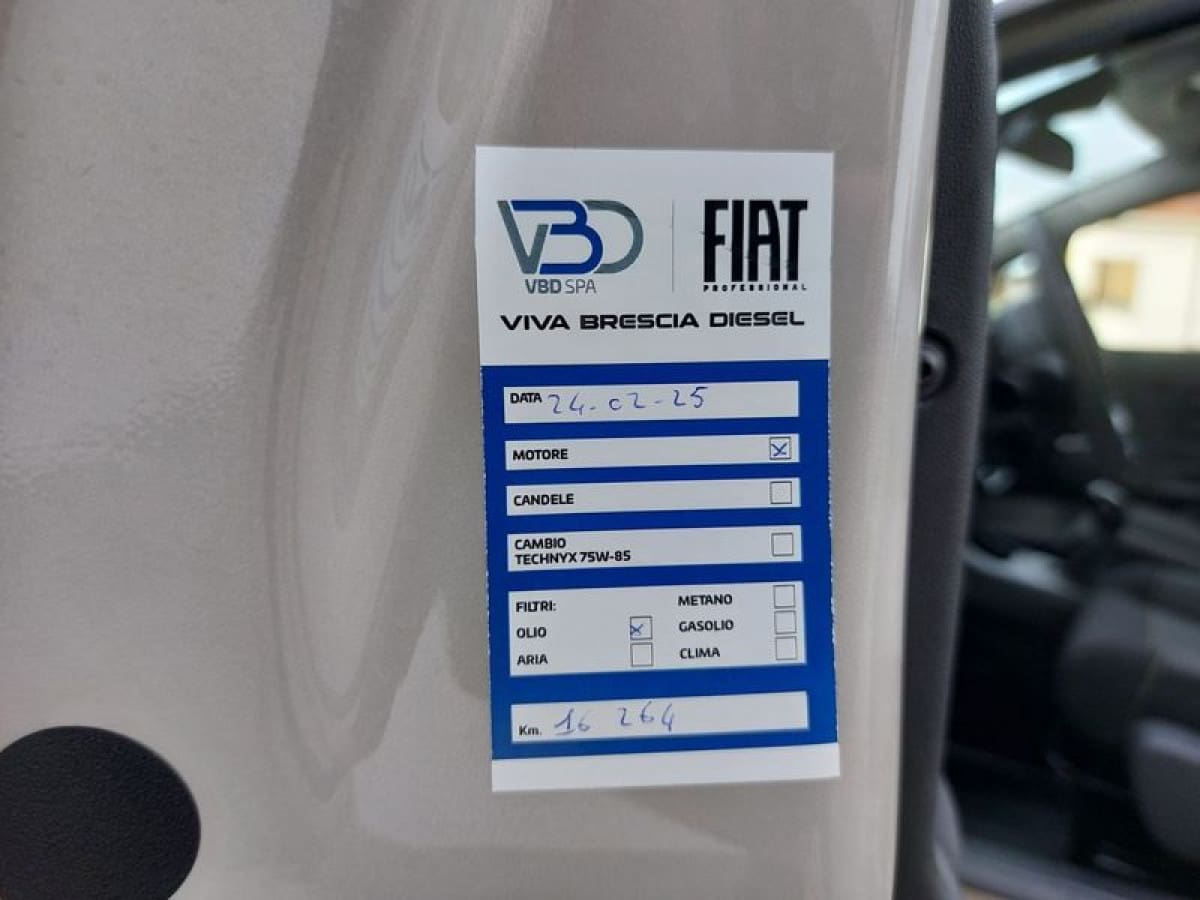 VBD FIAT
VBD SPA PROFESSIONAL
VIVA BRESCIA DIESEL
DATA 24-02-25
MOTORE X
CANDELE
CAMBIO
TECHNYX 75W-85
FILTRI: METANO
OLIO X GASOLIO
ARIA CLIMA
Km. 16 264